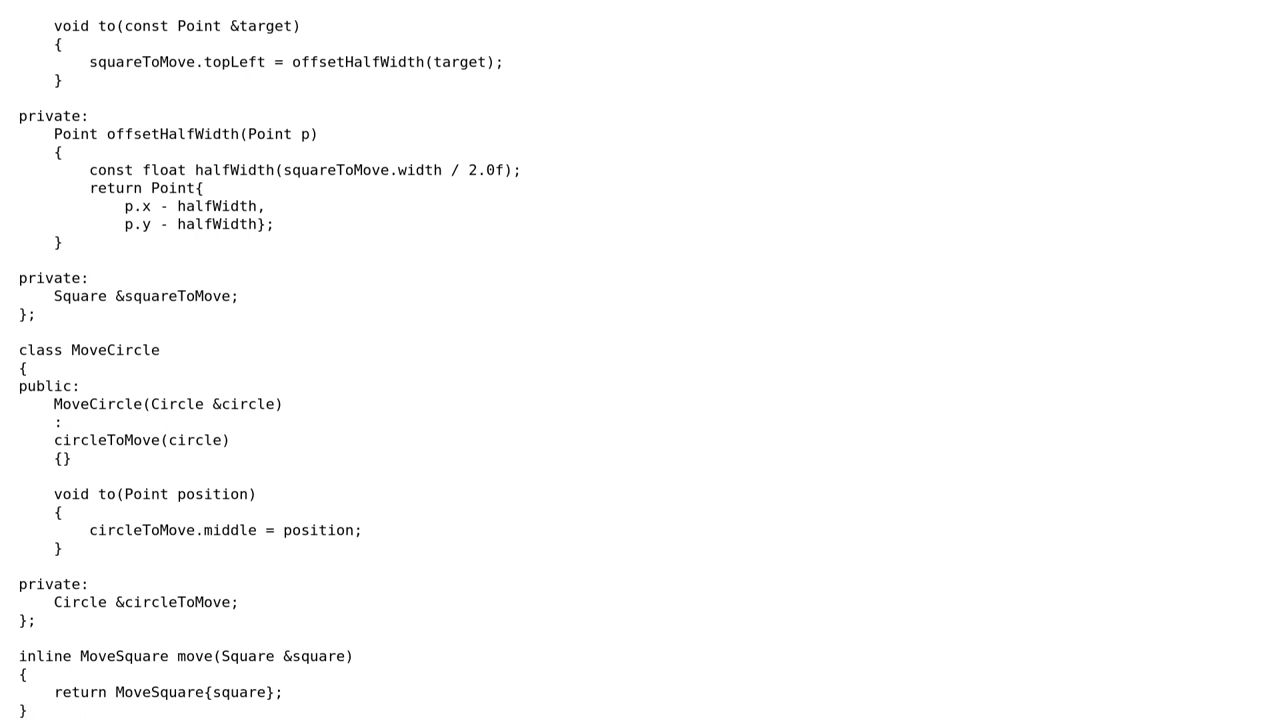 void to(const Point &target)
    {
        squareToMove.topLeft = offsetHalfWidth(target);
    }

private:
    Point offsetHalfWidth(Point p)
    {
        const float halfWidth(squareToMove.width / 2.0f);
        return Point{
            p.x - halfWidth,
            p.y - halfWidth};
    }

private:
    Square &squareToMove;
};

class MoveCircle
{
public:
    MoveCircle(Circle &circle)
    :
    circleToMove(circle)
    {}

    void to(Point position)
    {
        circleToMove.middle = position;
    }

private:
    Circle &circleToMove;
};

inline MoveSquare move(Square &square)
{
    return MoveSquare{square};
}